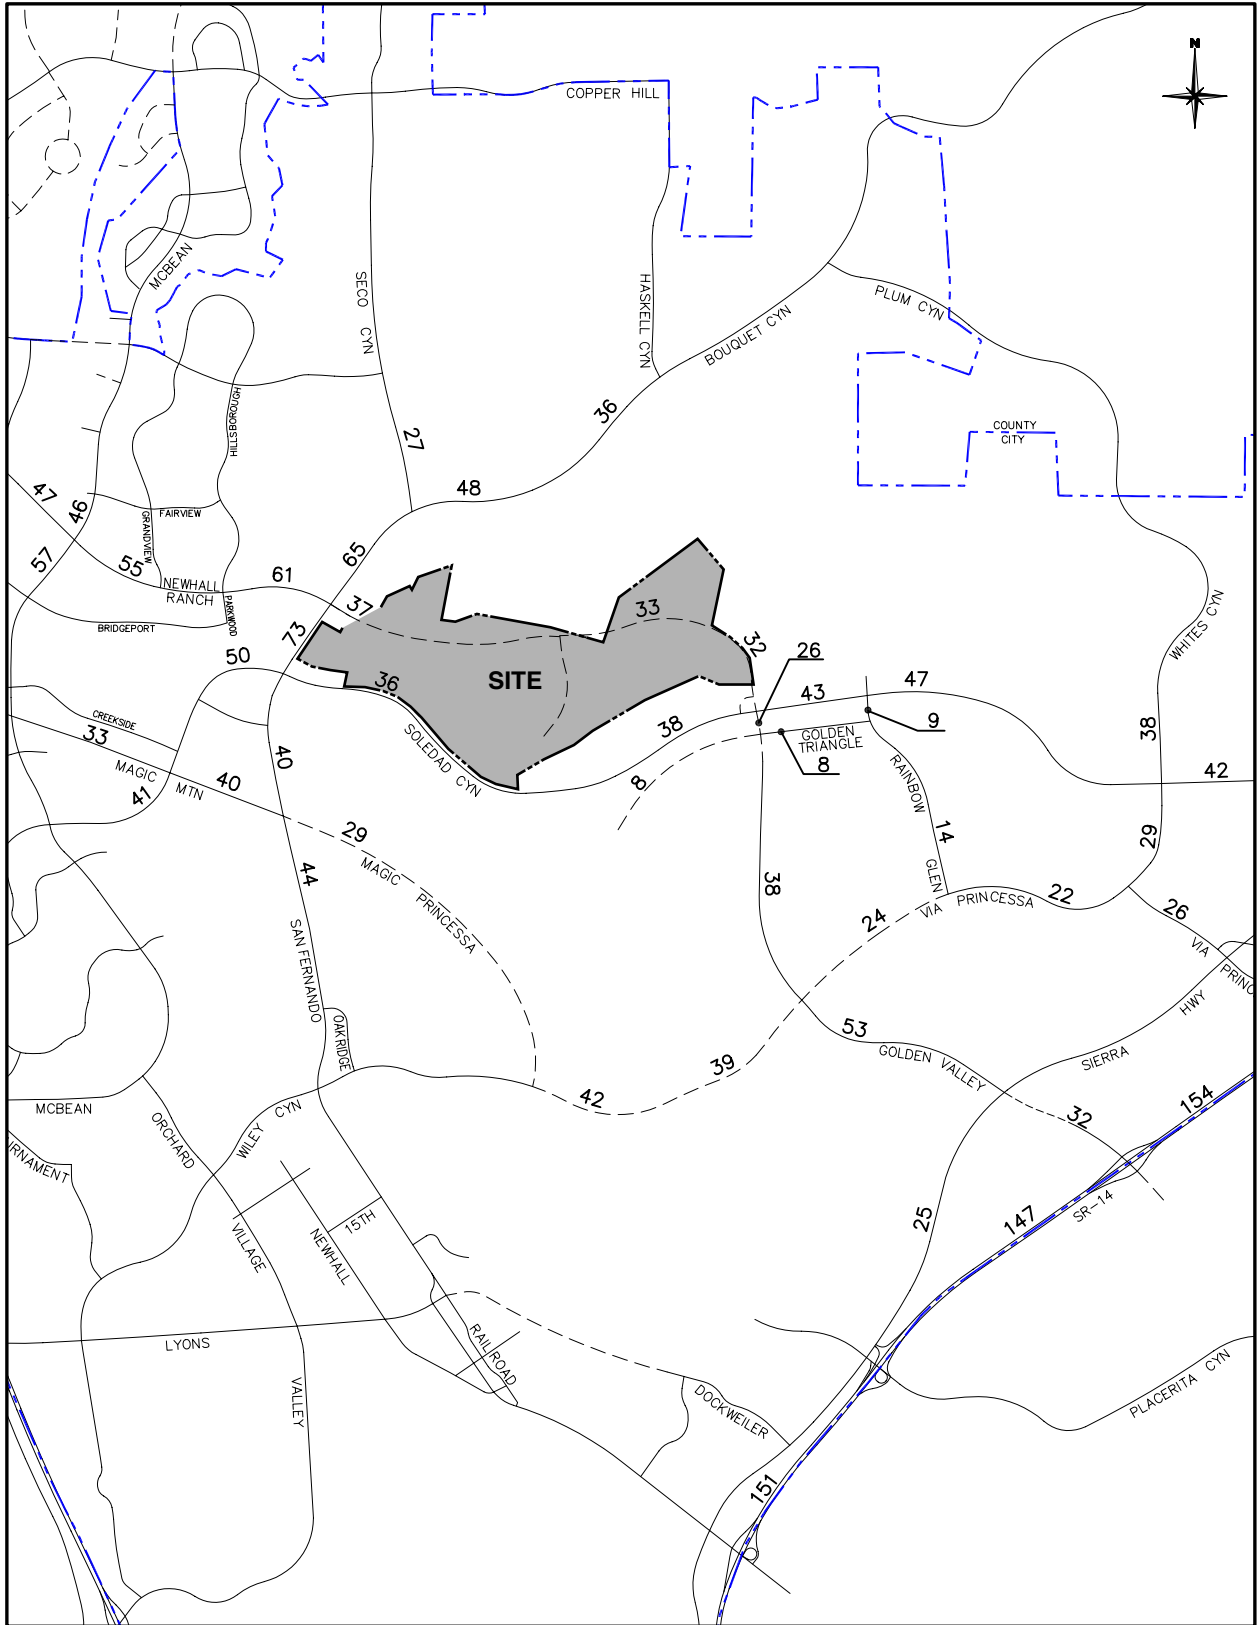 N
COPPER HILL
MCBEAN
SECO CYN
HASKELL CYN
BOUQUET CYN
PLUM CYN
HILLSBOROUGH
27
36
COUNTY
CITY
48
47
46
FAIRVIEW
GRANDVIEW
57
55
NEWHALL
RANCH
61
65
37
33
PARKWOOD
BRIDGEPORT
73
32
WHITES CYN
50
36
SITE
26
43
47
CREEKSIDE
33
SOLEDAD CYN
38
9
GOLDEN
TRIANGLE
38
MAGIC
MTN
40
40
41
8
8
RAINBOW
GLEN
42
29
14
29
MAGIC
PRINCESSA
44
38
24
VIA
PRINCESSA
22
26
VIA
PRINC
SAN FERNANDO
OAKRIDGE
HWY
SIERRA
53
GOLDEN VALLEY
39
42
32
154
MCBEAN
ORCHARD
WILEY CYN
URNAMENT
VILLAGE
NEWHALL
15TH
25
147
SR-14
LYONS
RAILROAD
VALLEY
DOCKWEILER
PLACERITA CYN
151